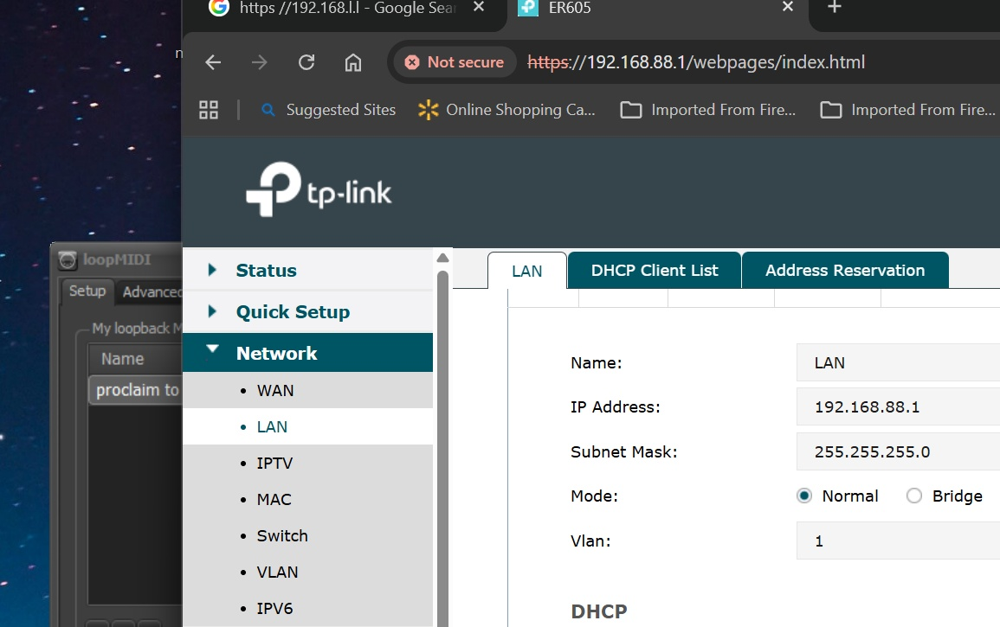 https //192.168.l.l - Google Sear
ER605
Not secure
https://192.168.88.1/webpages/index.html
Suggested Sites
Online Shopping Ca...
Imported From Fire...
Imported From Fire...
tp-link
loopMIDI
Setup
Advanced
My loopback M
Name
proclaim to
Status
Quick Setup
Network
WAN
LAN
IPTV
MAC
Switch
VLAN
IPV6
LAN
DHCP Client List
Address Reservation
Name:
LAN
IP Address:
192.168.88.1
Subnet Mask:
255.255.255.0
Mode:
Normal
Bridge
Vlan:
1
DHCP